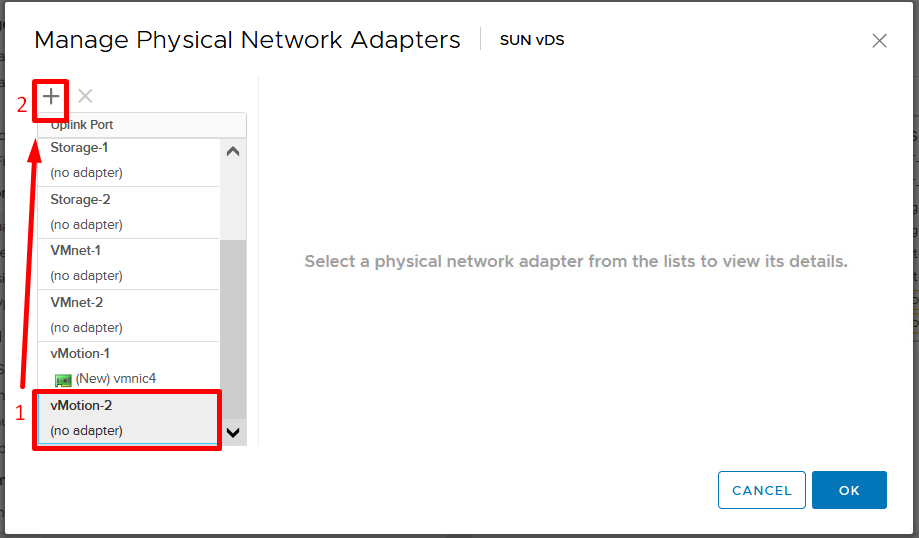 Manage Physical Network Adapters SUN vDS
2
Uplink Port
Storage-1
(no adapter)
Storage-2
(no adapter)
VMnet-1
(no adapter)
VMnet-2
(no adapter)
vMotion-1
(New) vmnic4
1
vMotion-2
(no adapter)
Select a physical network adapter from the lists to view its details.
CANCEL
OK